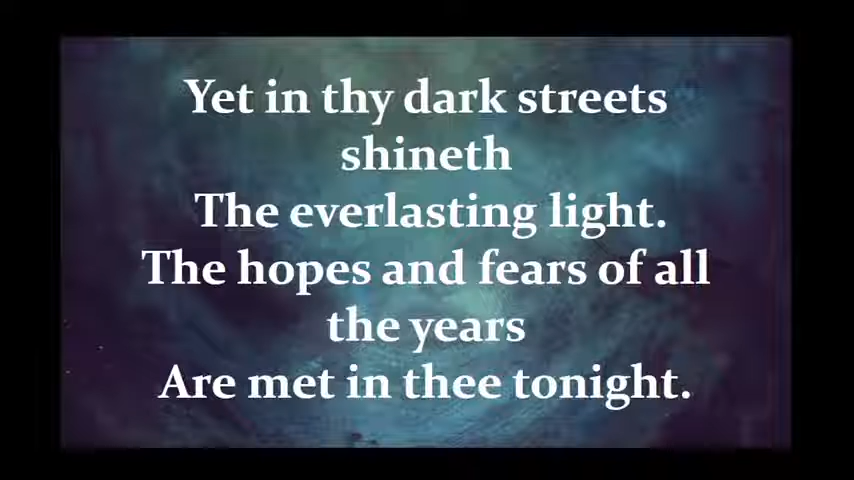 Yet in thy dark streets
shineth
The everlasting light.
The hopes and fears of all
the years
Are met in thee tonight.